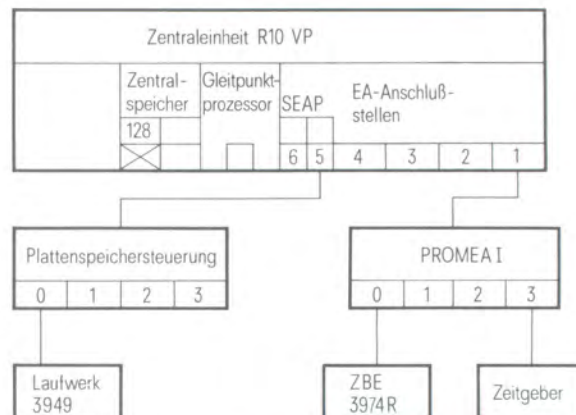 Zentraleinheit R10 VP
Zentral-
speicher
Gleitpunkt-
prozessor
SEAP
EA-Anschluß-
stellen
128
6 5 4 3 2 1
Plattenspeichersteuerung
0 1 2 3
PROMEA I
0 1 2 3
Laufwerk
3949
ZBE
3974R
Zeitgeber